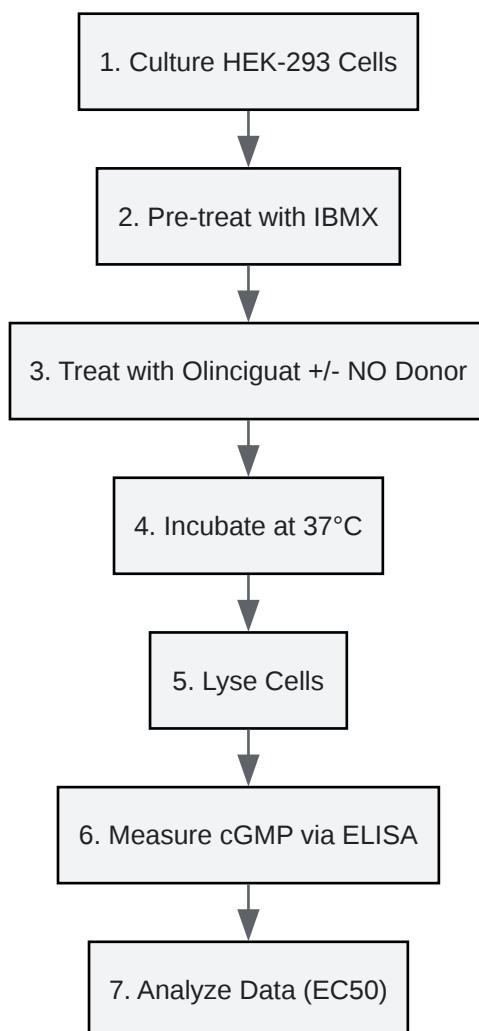 1. Culture HEK-293 Cells
2. Pre-treat with IBMX
3. Treat with Olinciguat +/- NO Donor
4. Incubate at 37°C
5. Lyse Cells
6. Measure cGMP via ELISA
7. Analyze Data (EC50)